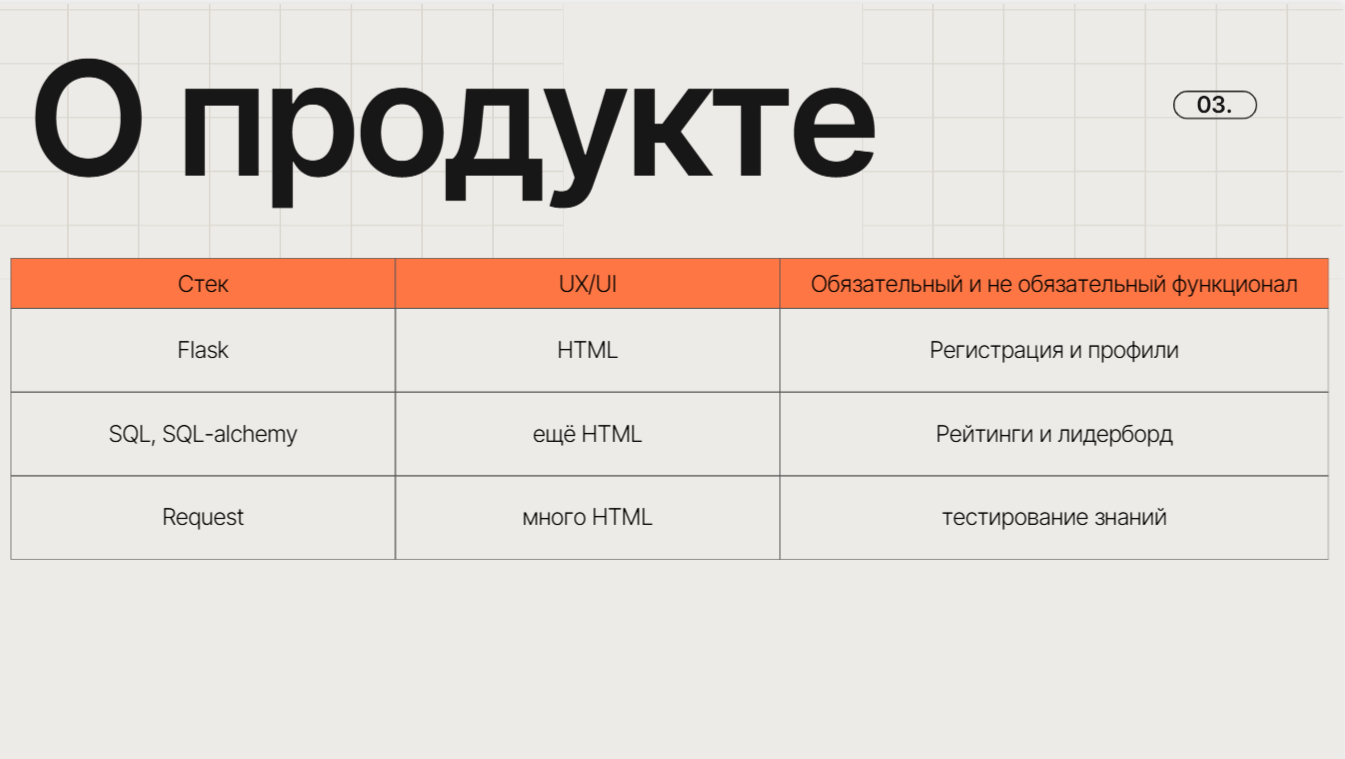 О продукте
03.
Стек UX/UI Обязательный и не обязательный функционал
Flask HTML Регистрация и профили
SQL, SQL-alchemy ещё HTML Рейтинги и лидерборд
Request много HTML тестирование знаний